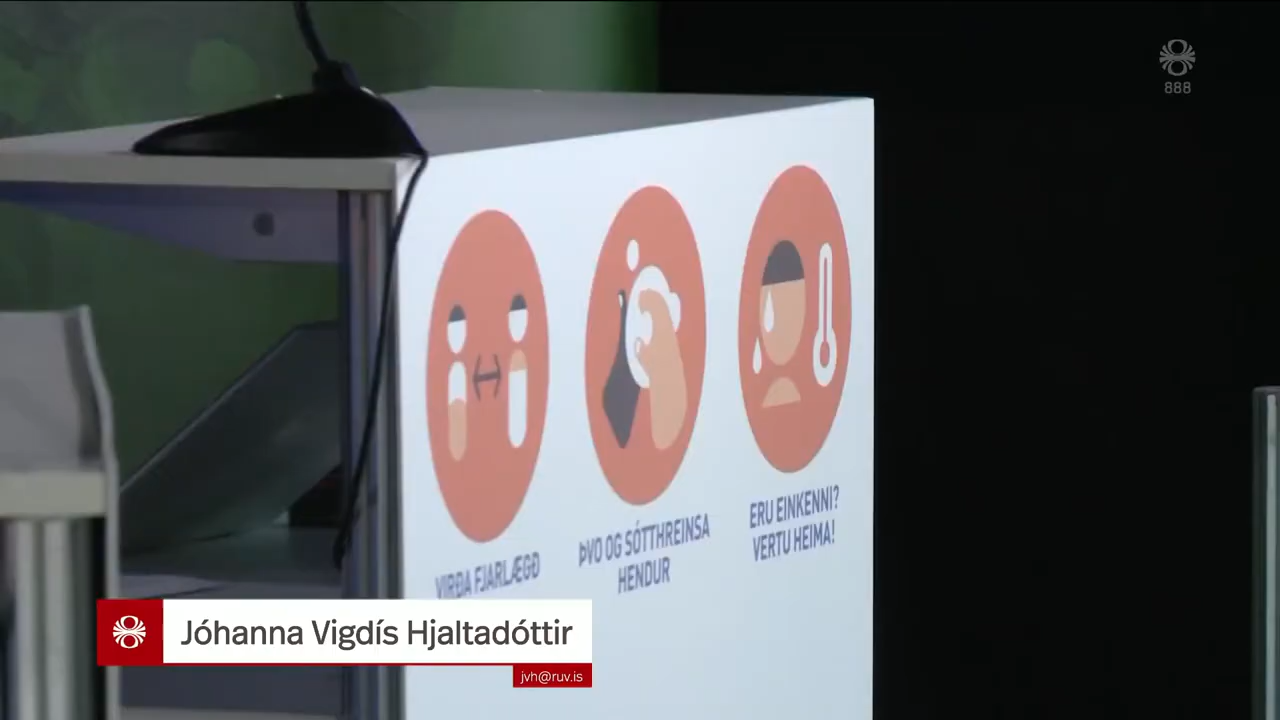 888
VIRÐA FJARLÆGÐ
ÞVO OG SÓTTHREINSA
HENDUR
ERU EINKENNI?
VERTU HEIMA!
Jóhanna Vigdís Hjaltadóttir
jvh@ruv.is